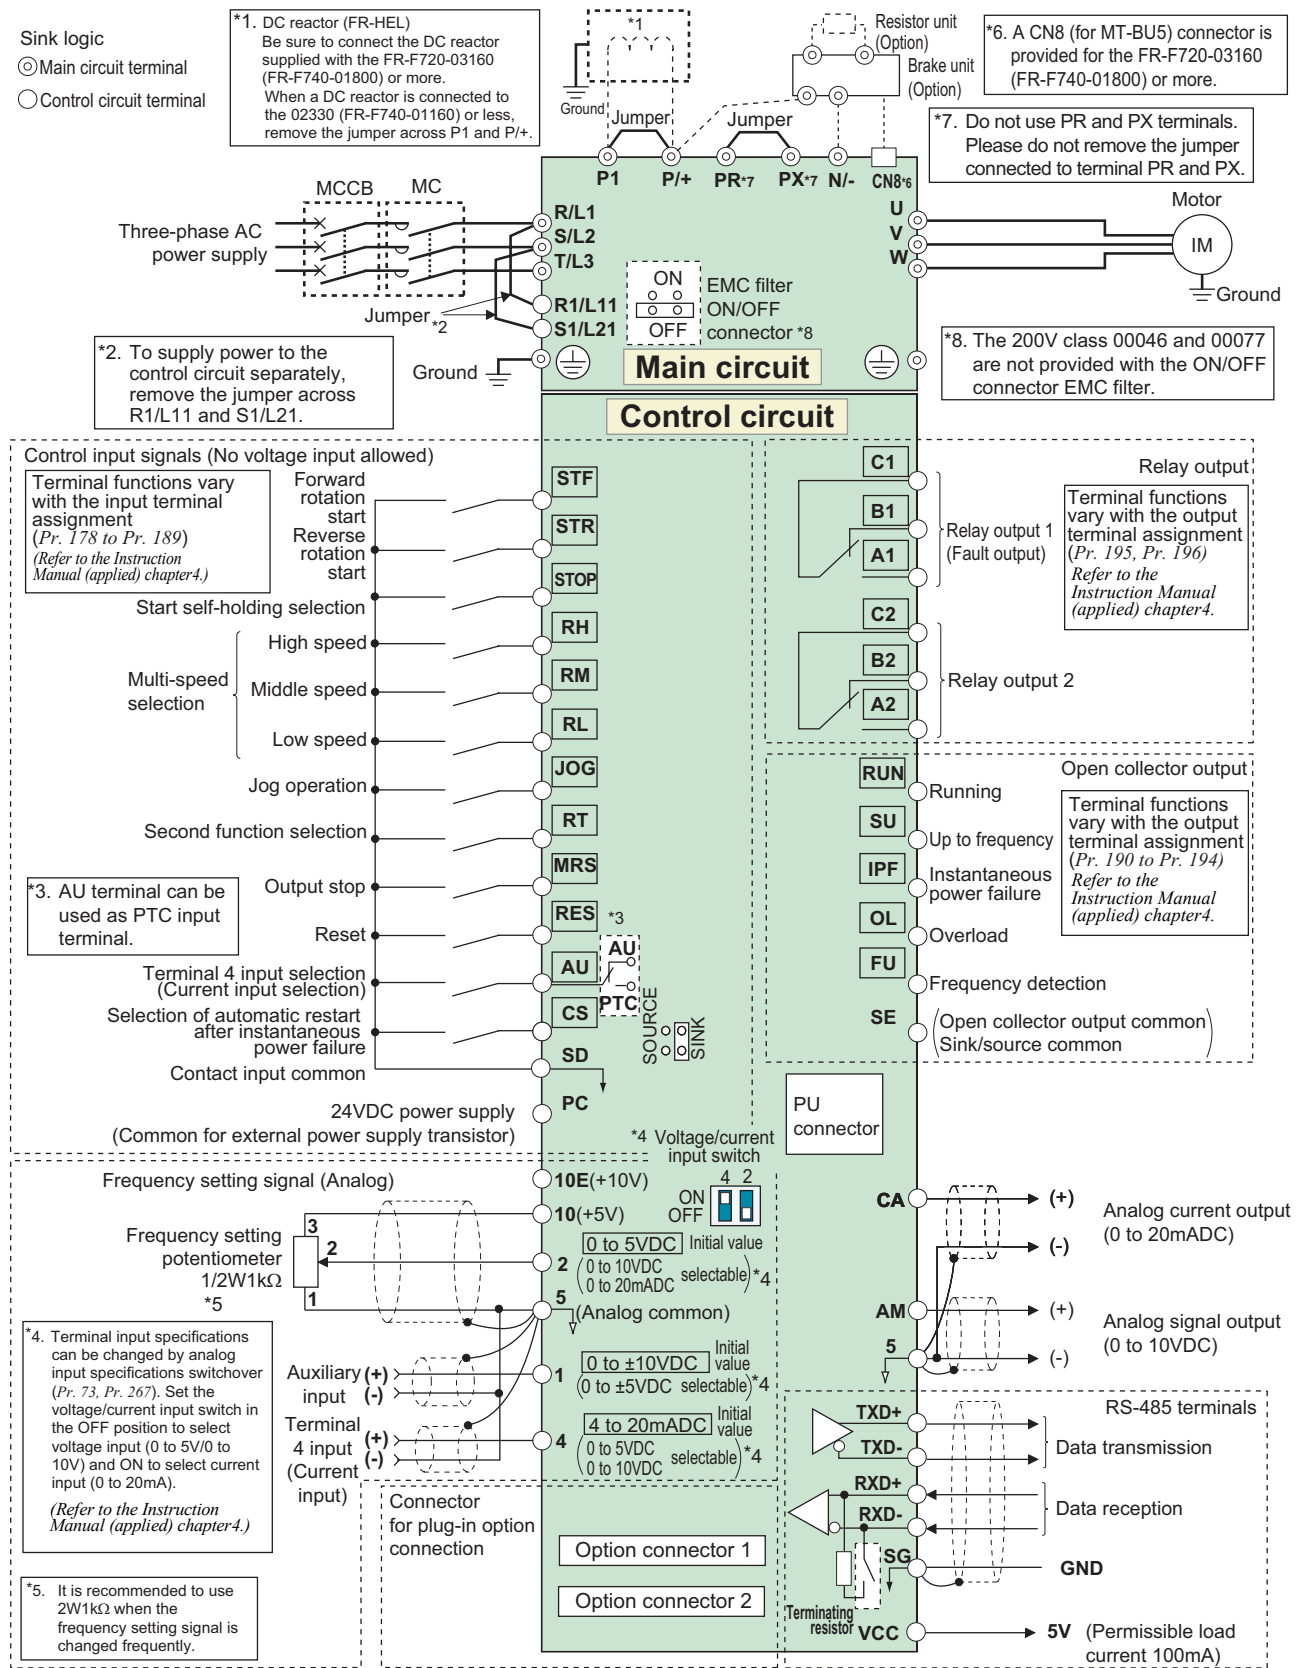 Sink logic
Main circuit terminal
Control circuit terminal
*1. DC reactor (FR-HEL)
Be sure to connect the DC reactor
supplied with the FR-F720-03160
(FR-F740-01800) or more.
When a DC reactor is connected to
the 02330 (FR-F740-01160) or less,
remove the jumper across P1 and P/+.
*1
Ground
Resistor unit
(Option)
Brake unit
(Option)
*6. A CN8 (for MT-BU5) connector is
provided for the FR-F720-03160
(FR-F740-01800) or more.
*7. Do not use PR and PX terminals.
Please do not remove the jumper
connected to terminal PR and PX.
Jumper
Jumper
P1
P/+
PR*7
PX*7
N/-
CN8*6
MCCB
MC
Three-phase AC
power supply
R/L1
S/L2
T/L3
R1/L11
S1/L21
Jumper
*2
ON
OFF
EMC filter
ON/OFF
connector *8
U
V
W
Motor
IM
Ground
*2. To supply power to the
control circuit separately,
remove the jumper across
R1/L11 and S1/L21.
Ground
Main circuit
*8. The 200V class 00046 and 00077
are not provided with the ON/OFF
connector EMC filter.
Control circuit
Control input signals (No voltage input allowed)
Terminal functions vary
with the input terminal
assignment
(Pr. 178 to Pr. 189)
(Refer to the Instruction
Manual (applied) chapter4.)
Forward
rotation
start
STF
Reverse
rotation
start
STR
Start self-holding selection
STOP
Multi-speed
selection
High speed
RH
Middle speed
RM
Low speed
RL
Jog operation
JOG
Second function selection
RT
Output stop
MRS
*3. AU terminal can be
used as PTC input
terminal.
Reset
RES
*3
Terminal 4 input selection
(Current input selection)
AU
AU
PTC
Selection of automatic restart
after instantaneous
power failure
CS
SOURCE
SINK
Contact input common
SD
24VDC power supply
(Common for external power supply transistor)
PC
Relay output
C1
B1
A1
Relay output 1
(Fault output)
Terminal functions
vary with the output
terminal assignment
(Pr. 195, Pr. 196)
Refer to the
Instruction Manual
(applied) chapter4.
C2
B2
A2
Relay output 2
Open collector output
RUN
Running
SU
Up to frequency
IPF
Instantaneous
power failure
OL
Overload
FU
Frequency detection
SE
(Open collector output common
Sink/source common)
Terminal functions
vary with the output
terminal assignment
(Pr. 190 to Pr. 194)
Refer to the
Instruction Manual
(applied) chapter4.
PU
connector
*4 Voltage/current
input switch
4 2
ON
OFF
Frequency setting signal (Analog)
10E(+10V)
10(+5V)
Frequency setting
potentiometer
1/2W1kΩ
*5
3
2
1
2
0 to 5VDC Initial value
(0 to 10VDC
0 to 20mADC selectable)*4
5
(Analog common)
*4. Terminal input specifications
can be changed by analog
input specifications switchover
(Pr. 73, Pr. 267). Set the
voltage/current input switch in
the OFF position to select
voltage input (0 to 5V/0 to
10V) and ON to select current
input (0 to 20mA).
(Refer to the Instruction
Manual (applied) chapter4.)
Auxiliary
input
(+)
(-)
1
0 to ±10VDC Initial
value
(0 to ±5VDC selectable)*4
Terminal
4 input
(Current
input)
(+)
(-)
4
4 to 20mADC Initial
value
(0 to 5VDC
0 to 10VDC selectable)*4
*5. It is recommended to use
2W1kΩ when the
frequency setting signal is
changed frequently.
Connector
for plug-in option
connection
Option connector 1
Option connector 2
CA
(+)
(-)
Analog current output
(0 to 20mADC)
AM
5
(+)
(-)
Analog signal output
(0 to 10VDC)
RS-485 terminals
TXD+
TXD-
Data transmission
RXD+
RXD-
Data reception
SG
GND
Terminating
resistor
VCC
5V (Permissible load
current 100mA)